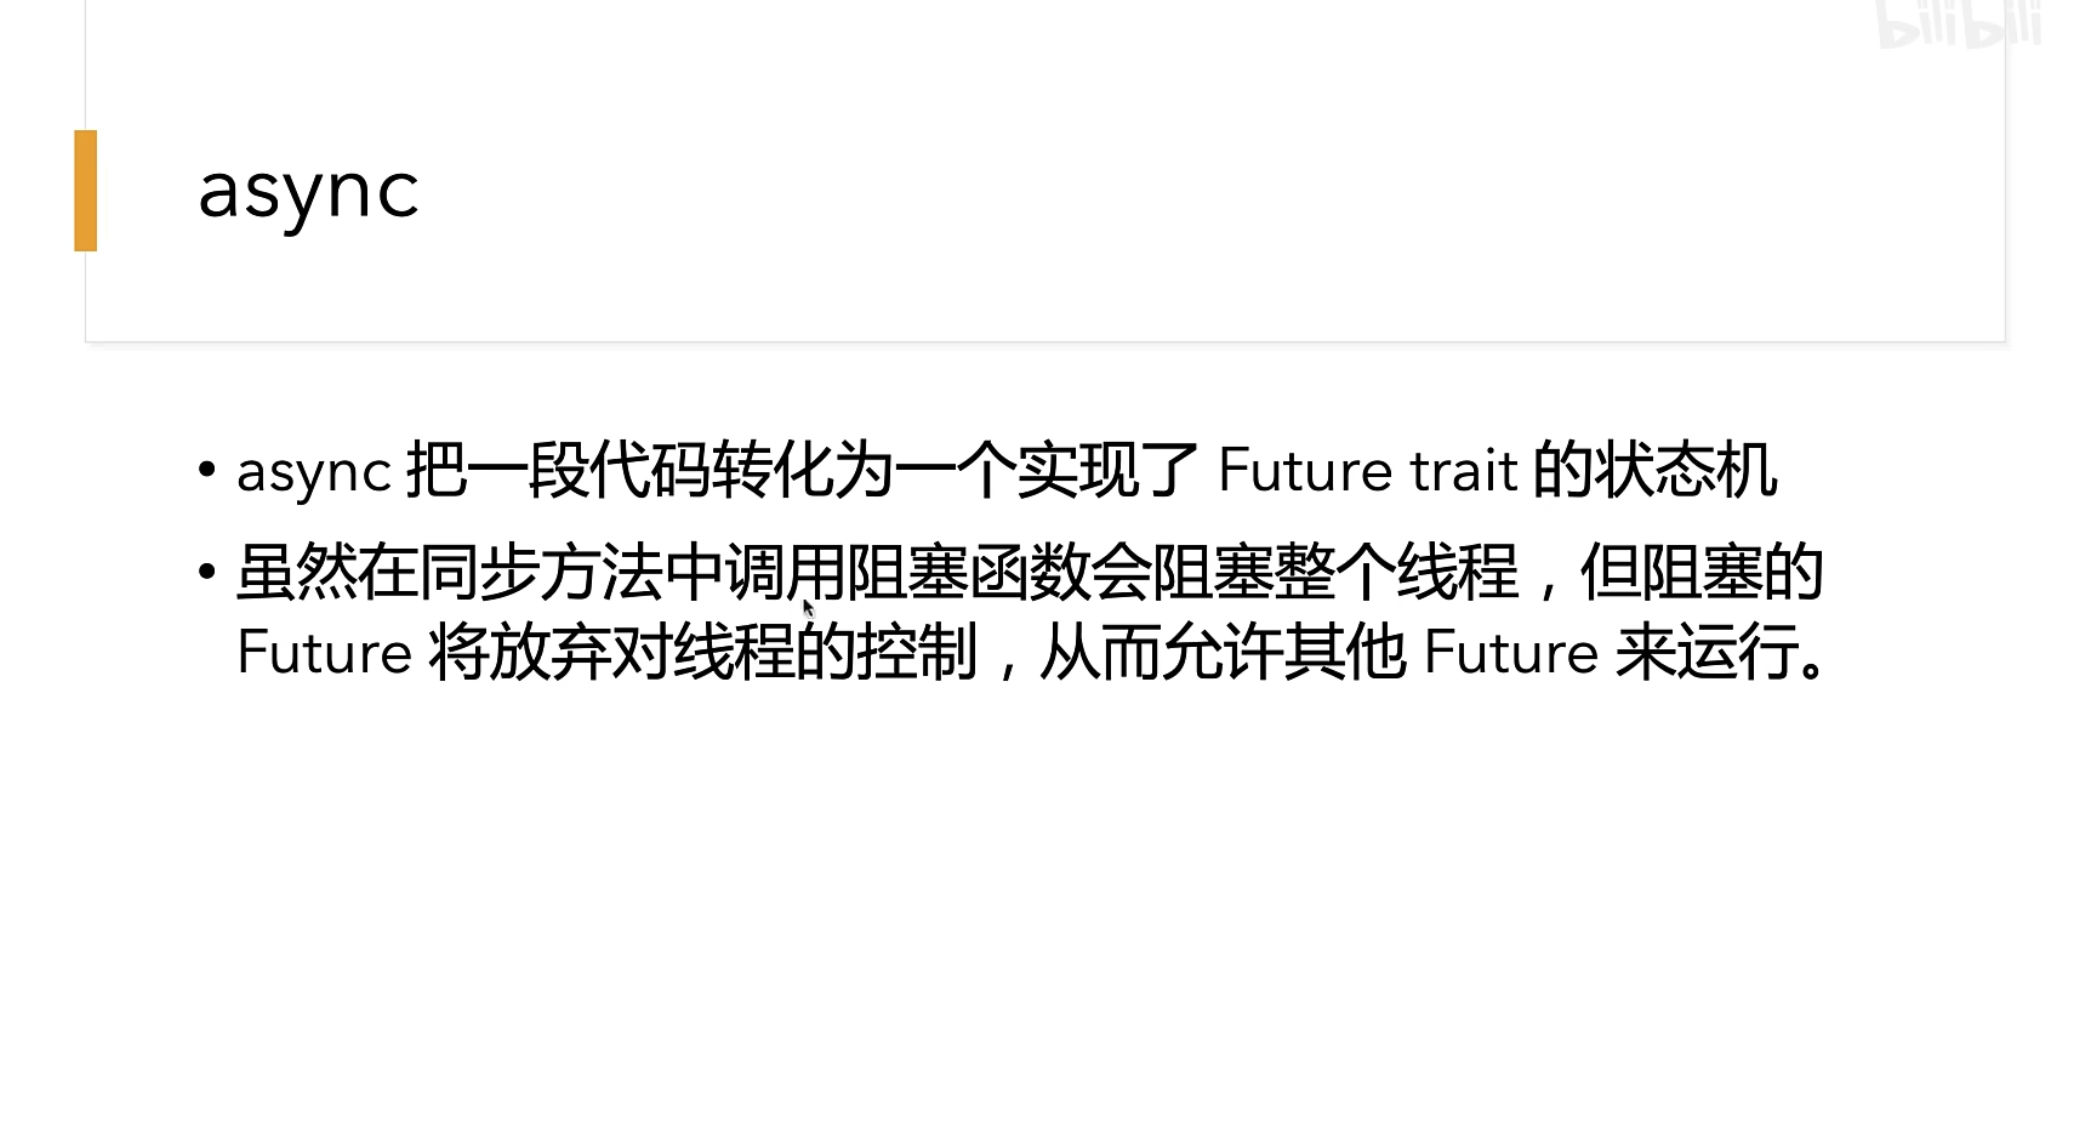 bilibili
async
• async 把一段代码转化为一个实现了 Future trait 的状态机
• 虽然在同步方法中调用阻塞函数会阻塞整个线程，但阻塞的
Future 将放弃对线程的控制，从而允许其他 Future 来运行。